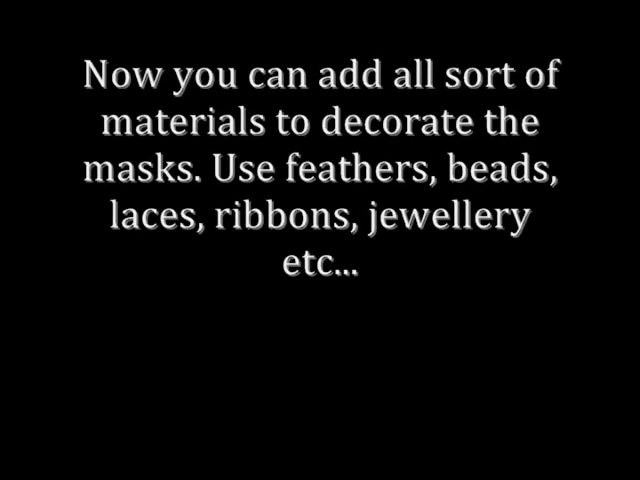 Now you can add all sort of
materials to decorate the
masks. Use feathers, beads,
laces, ribbons, jewellery
etc...